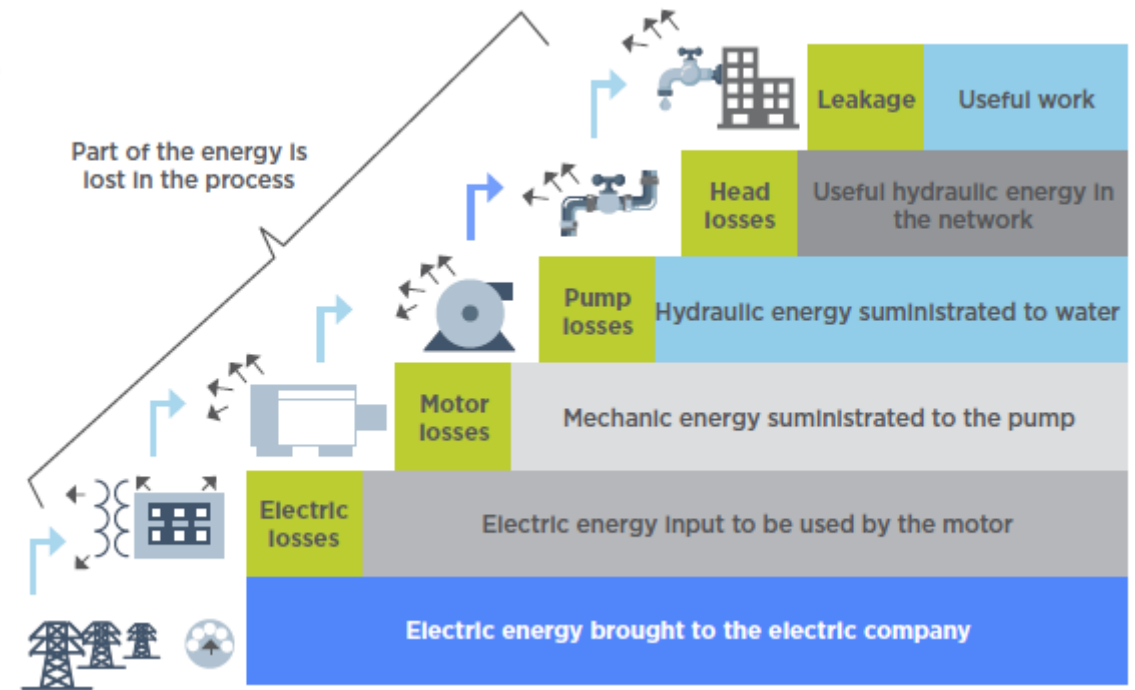 Part of the energy is
lost in the process
Leakage
Useful work
Head
losses
Useful hydraulic energy in
the network
Pump
losses
Hydraulic energy suministrated to water
Motor
losses
Mechanic energy suministrated to the pump
Electric
losses
Electric energy input to be used by the motor
Electric energy brought to the electric company